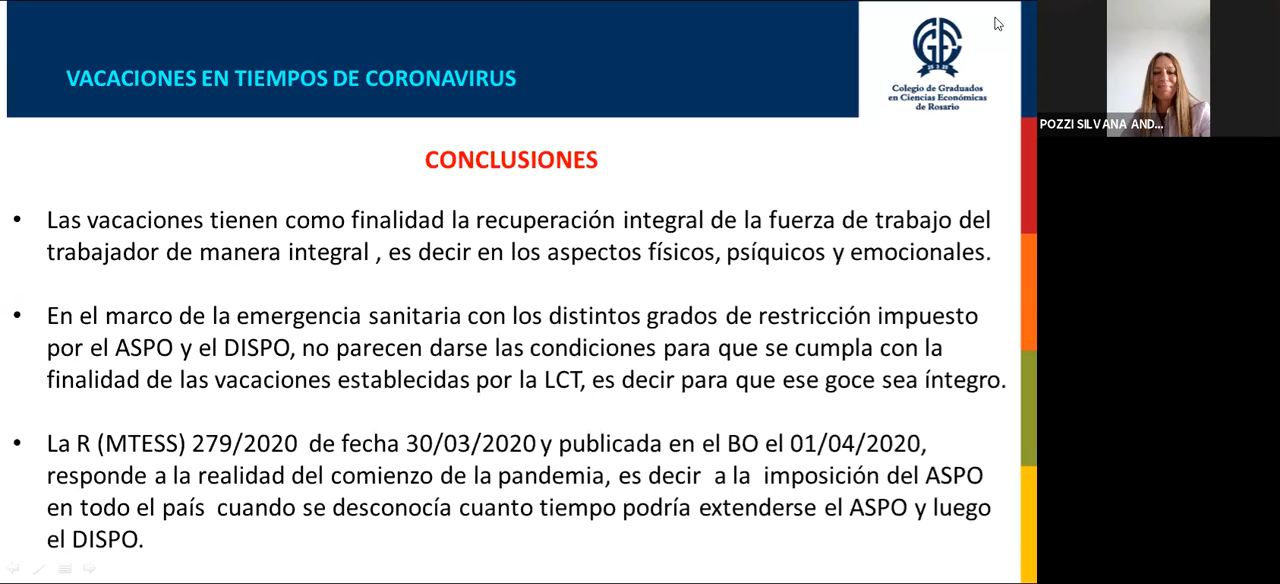 VACACIONES EN TIEMPOS DE CORONAVIRUS
Colegio de Graduados
en Ciencias Económicas
de Rosario
POZZI SILVANA AND...
CONCLUSIONES
• Las vacaciones tienen como finalidad la recuperación integral de la fuerza de trabajo del
trabajador de manera integral , es decir en los aspectos físicos, psíquicos y emocionales.
• En el marco de la emergencia sanitaria con los distintos grados de restricción impuesto
por el ASPO y el DISPO, no parecen darse las condiciones para que se cumpla con la
finalidad de las vacaciones establecidas por la LCT, es decir para que ese goce sea íntegro.
• La R (MTESS) 279/2020 de fecha 30/03/2020 y publicada en el BO el 01/04/2020,
responde a la realidad del comienzo de la pandemia, es decir a la imposición del ASPO
en todo el país cuando se desconocía cuanto tiempo podría extenderse el ASPO y luego
el DISPO.